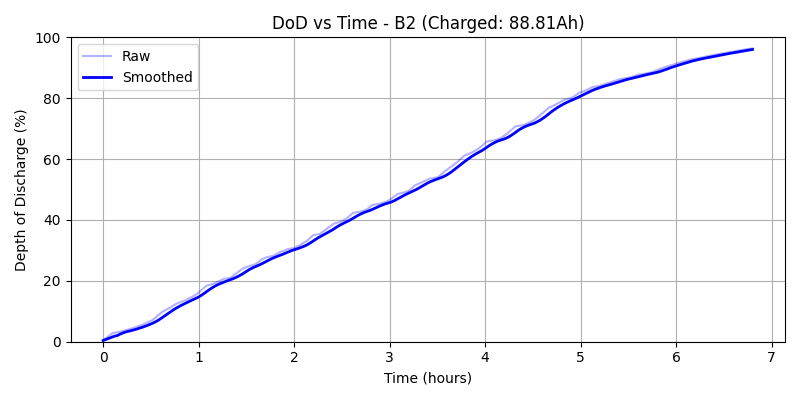 DoD vs Time - B2 (Charged: 88.81Ah)
Raw
Smoothed
Depth of Discharge (%)
100
80
60
40
20
0
0 1 2 3 4 5 6 7
Time (hours)